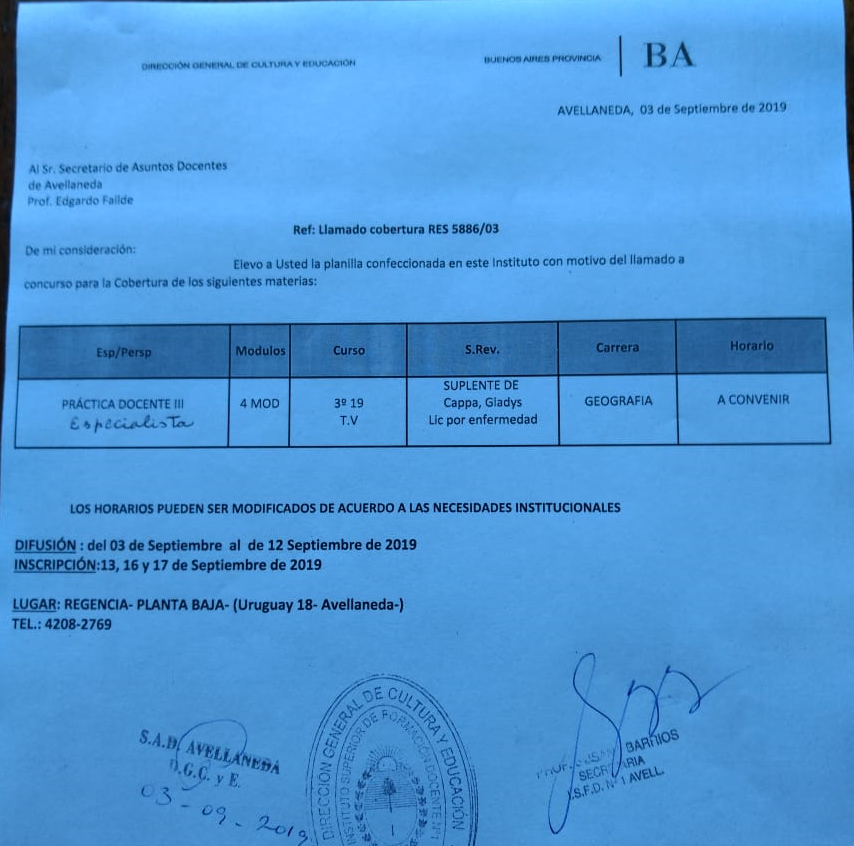 DIRECCIÓN GENERAL DE CULTURA Y EDUCACIÓN
BUENOS AIRES PROVINCIA
BA
AVELLANEDA, 03 de Septiembre de 2019
Al Sr. Secretario de Asuntos Docentes
de Avellaneda
Prof. Edgardo Failde
Ref: Llamado cobertura RES 5886/03
De mi consideración:
Elevo a Usted la planilla confeccionada en este Instituto con motivo del llamado a
concurso para la Cobertura de los siguientes materias:
Esp/Persp Modulos Curso S.Rev. Carrera Horario
PRÁCTICA DOCENTE III
Especialista
4 MOD
3º 19
T.V
SUPLENTE DE
Cappa, Gladys
Lic por enfermedad
GEOGRAFIA
A CONVENIR
LOS HORARIOS PUEDEN SER MODIFICADOS DE ACUERDO A LAS NECESIDADES INSTITUCIONALES
DIFUSIÓN : del 03 de Septiembre al de 12 Septiembre de 2019
INSCRIPCIÓN:13, 16 y 17 de Septiembre de 2019
LUGAR: REGENCIA- PLANTA BAJA- (Uruguay 18- Avellaneda-)
TEL.: 4208-2769
S.A.D. AVELLANEDA
D.G.C. y E.
03-09-2019
DIRECCIÓN GENERAL DE CULTURA Y EDUCACIÓN
INSTITUTO SUPERIOR DE FORMACIÓN DOCENTE Nº1
BARRIOS
SECRETARIA
I.S.F.D. Nº 1 AVELL.